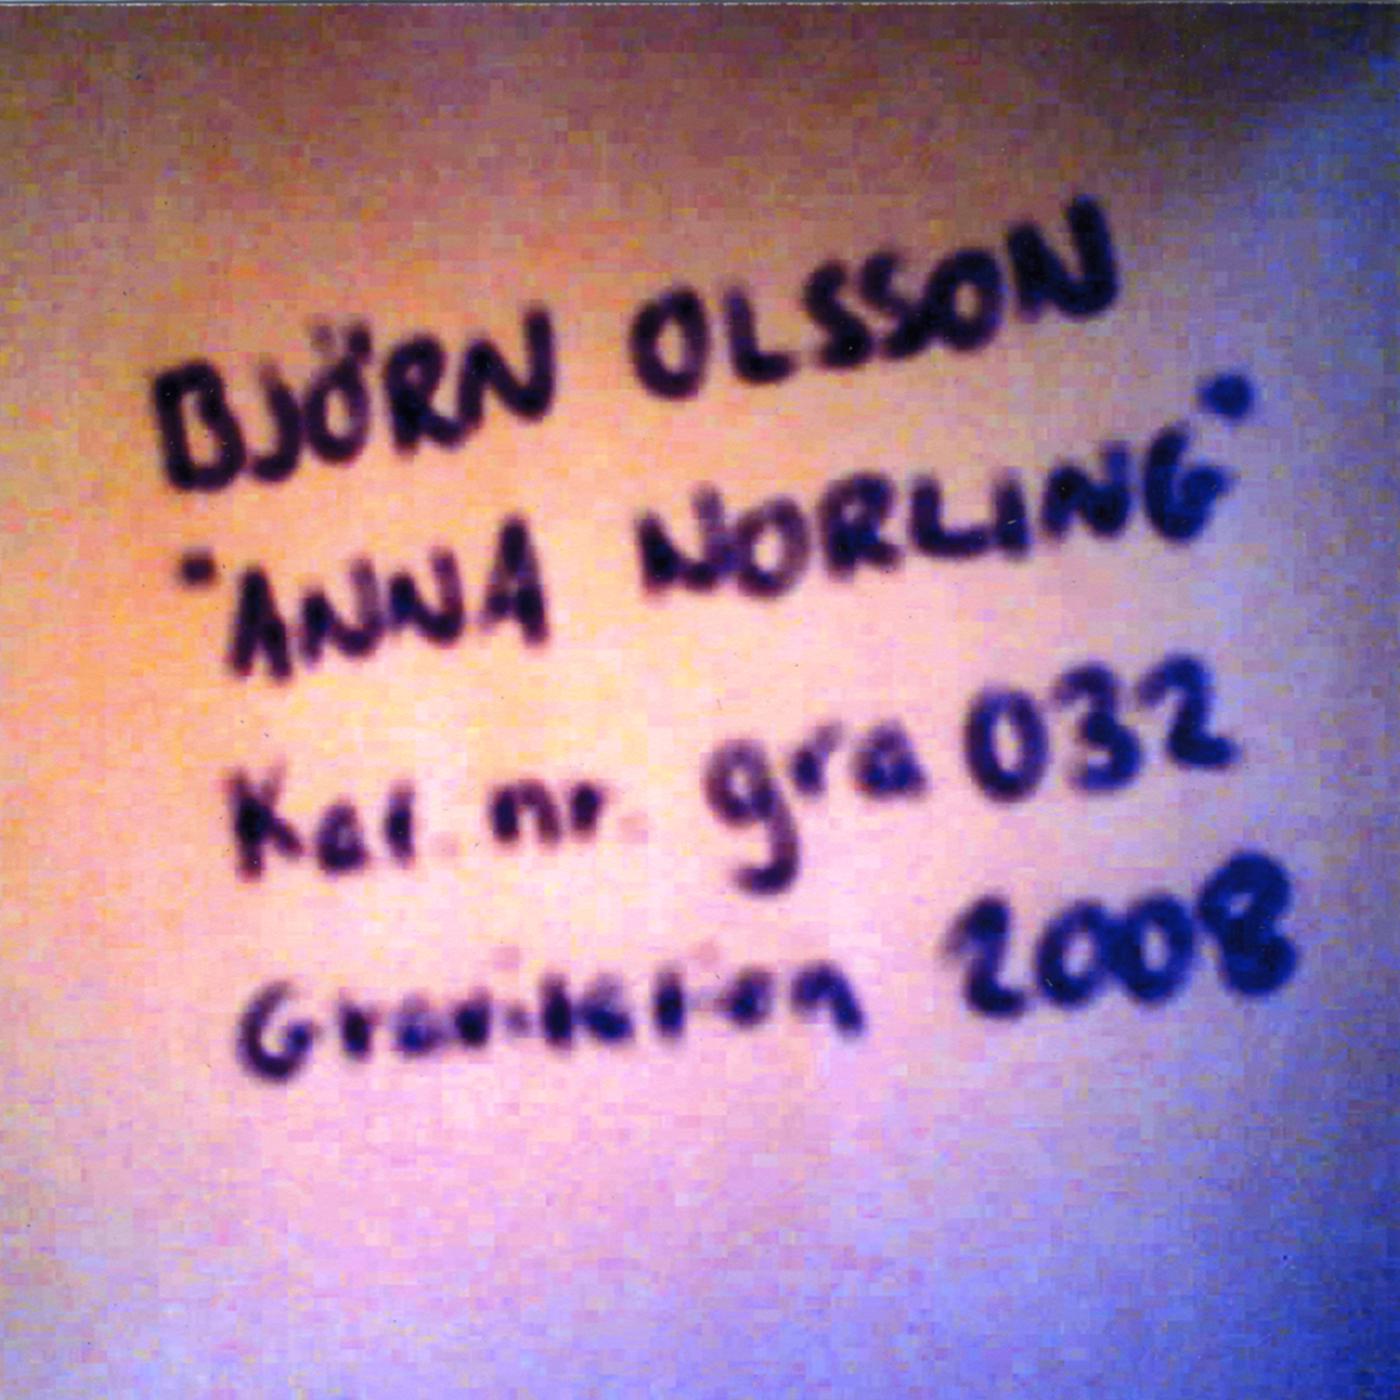 BJÖRN OLSSON
"ANNA NORLING"
Kat. nr. gra 032
Gravitation 2008